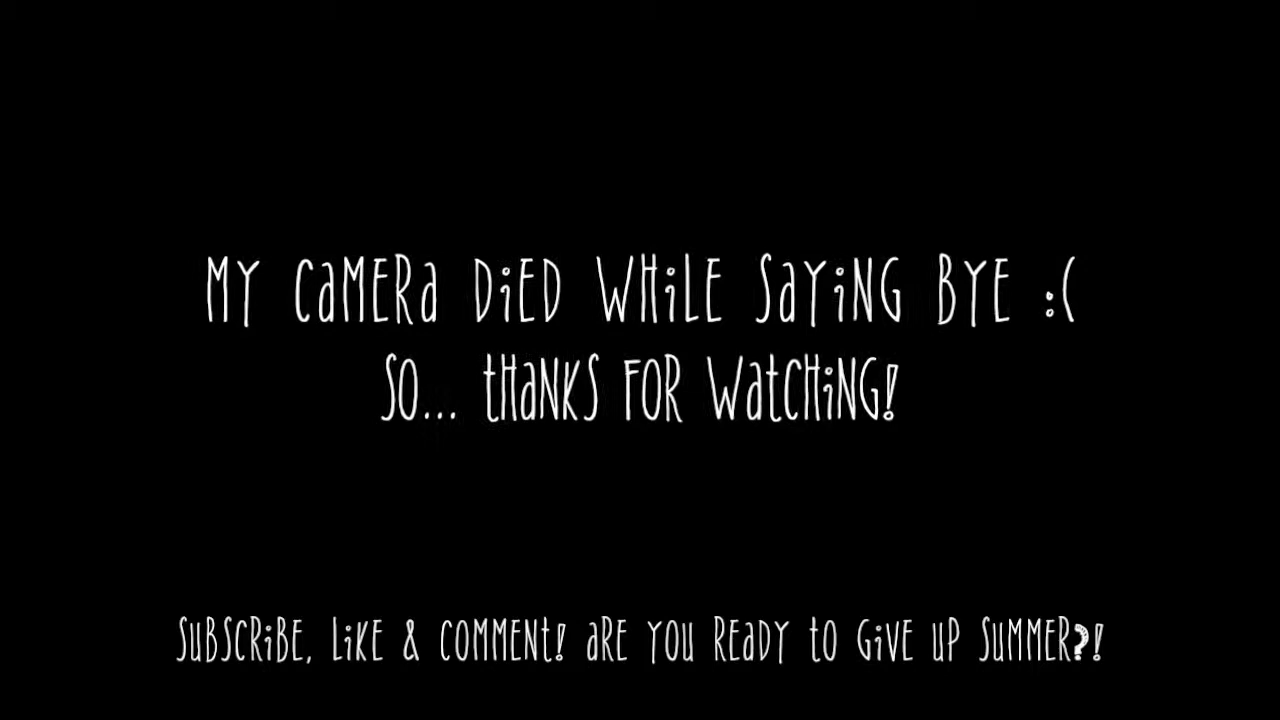 MY CaMERa DiED WHiLE SaYiNG BYE :(
SO... tHaNKS FOR WatCHiNG!
SuBSCRiBE, LiKE & COMMENt! aRE YOu REaDY tO GiVE uP SuMMER?!